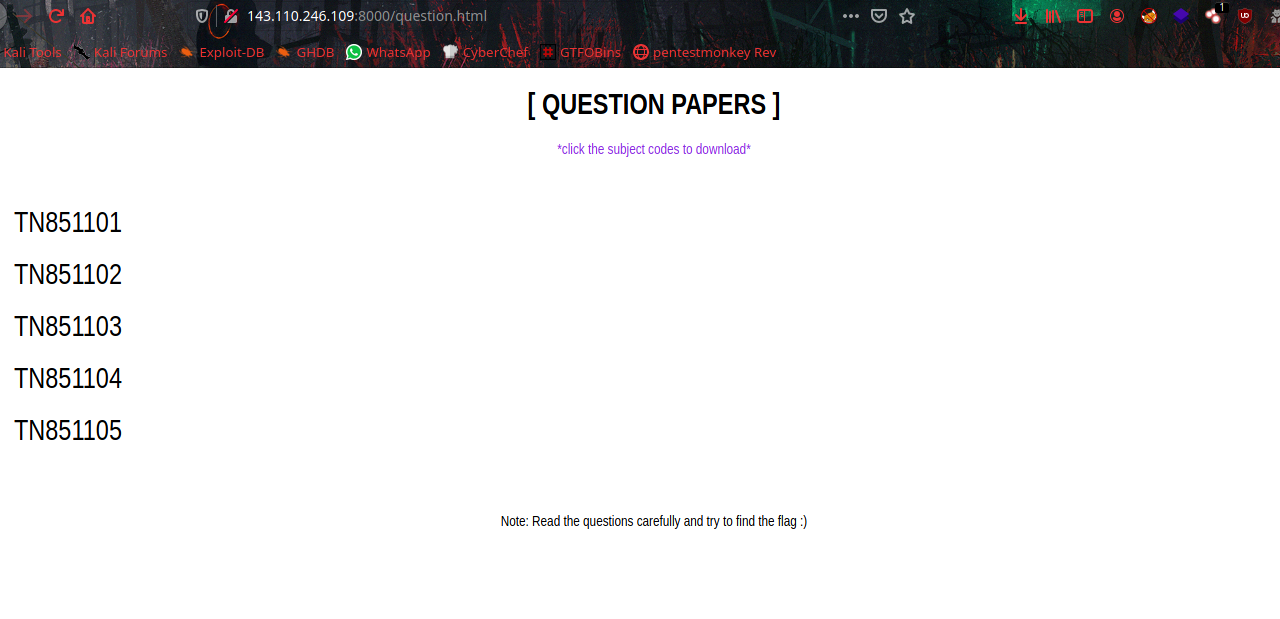 143.110.246.109:8000/question.html
1
Kali Tools Kali Forums Exploit-DB GHDB WhatsApp CyberChef GTFOBins pentestmonkey Rev
[ QUESTION PAPERS ]
*click the subject codes to download*
TN851101
TN851102
TN851103
TN851104
TN851105
Note: Read the questions carefully and try to find the flag :)